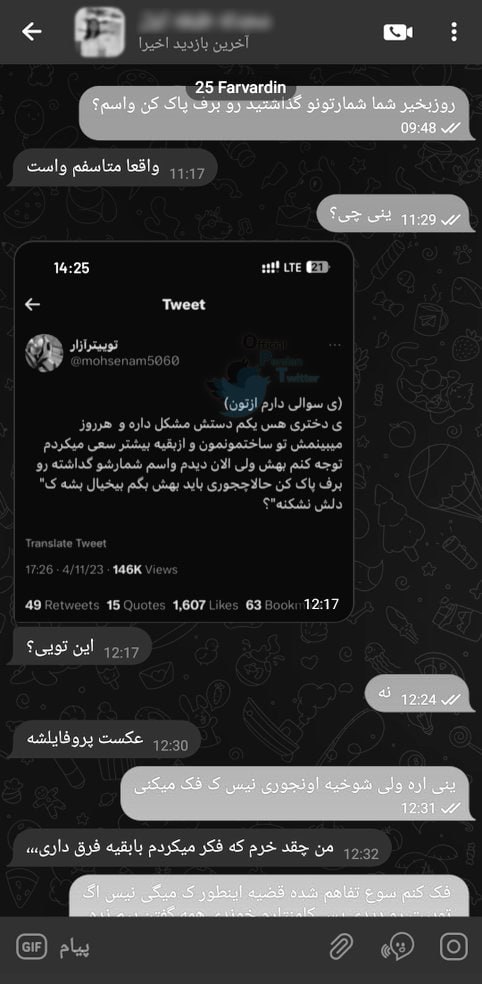 آخرین بازدید اخیرا
25 Farvardin
روزبخیر شما شمارتونو گذاشتید رو برف پاک کن واسم؟
09:48
واقعا متاسفم واست
11:17
ینی چی؟
11:29
14:25
LTE 21
Tweet
توییترآزار
@mohsenam5060
Official
Persian
Twitter
(ی سوالی دارم ازتون)
ی دختری هس یکم دستش مشکل داره و هرروز
میبینمش تو ساختمونمون و ازبقیه بیشتر سعی میکردم
توجه کنم بهش ولی الان دیدم واسم شمارشو گداشته رو
برف پاک کن حالاچجوری باید بهش بگم بیخیال بشه ک"
دلش نشکنه"؟
Translate Tweet
17:26 · 4/11/23 · 146K Views
49 Retweets 15 Quotes 1,607 Likes 63 Bookm
12:17
این تویی؟
12:17
نه
12:24
عکست پروفایلشه
12:30
ینی اره ولی شوخیه اونجوری نیس ک فک میکنی
12:31
من چقد خرم که فکر میکردم بابقیه فرق داری،،،
12:32
فک کنم سوع تفاهم شده قضیه اینطور ک میگی نیس اگ
GIF
پیام